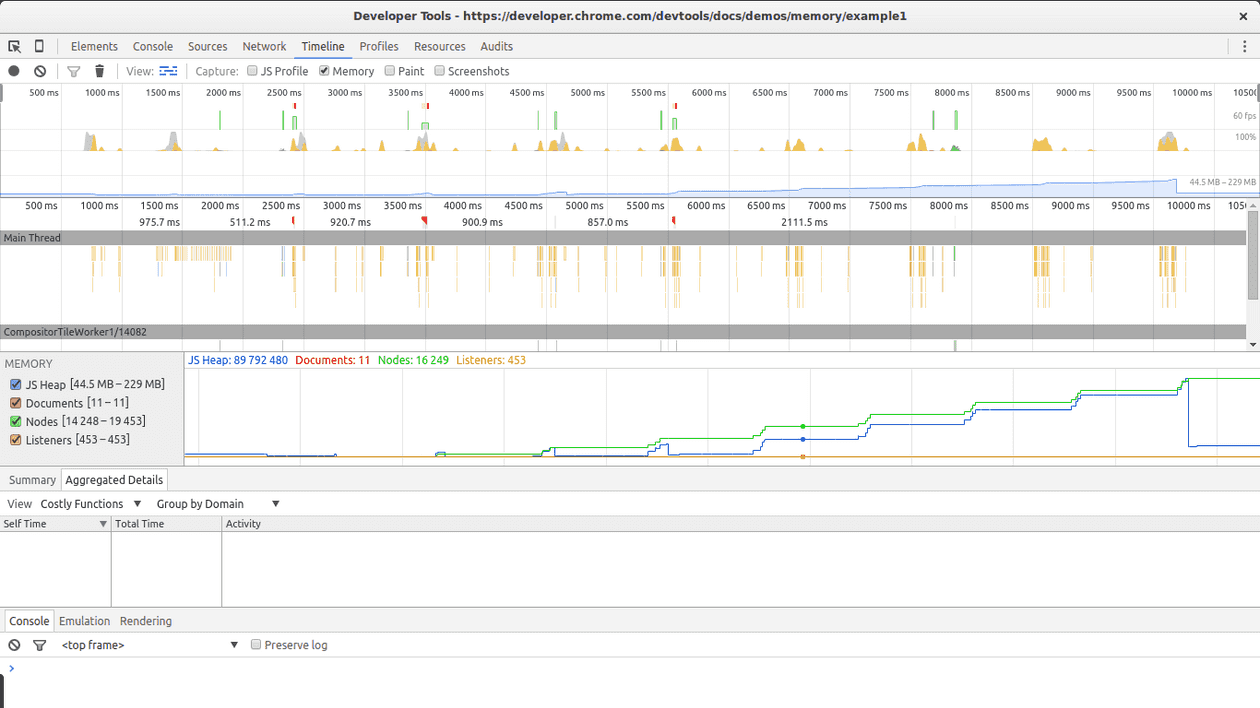 Developer Tools - https://developer.chrome.com/devtools/docs/demos/memory/example1
Elements Console Sources Network Timeline Profiles Resources Audits
View: Capture: JS Profile Memory Paint Screenshots
500 ms 1000 ms 1500 ms 2000 ms 2500 ms 3000 ms 3500 ms 4000 ms 4500 ms 5000 ms 5500 ms 6000 ms 6500 ms 7000 ms 7500 ms 8000 ms 8500 ms 9000 ms 9500 ms 10000 ms 1050
60 fps
100%
44.5 MB – 229 MB
500 ms 1000 ms 1500 ms 2000 ms 2500 ms 3000 ms 3500 ms 4000 ms 4500 ms 5000 ms 5500 ms 6000 ms 6500 ms 7000 ms 7500 ms 8000 ms 8500 ms 9000 ms 9500 ms 10000 ms 105
975.7 ms 511.2 ms 920.7 ms 900.9 ms 857.0 ms 2111.5 ms
Main Thread
CompositorTileWorker1/14082
MEMORY
JS Heap: 89 792 480 Documents: 11 Nodes: 16 249 Listeners: 453
JS Heap [44.5 MB – 229 MB]
Documents [11 – 11]
Nodes [14 248 – 19 453]
Listeners [453 – 453]
Summary Aggregated Details
View Costly Functions ▼ Group by Domain ▼
Self Time ▼ Total Time Activity
Console Emulation Rendering
<top frame> ▼ Preserve log
>